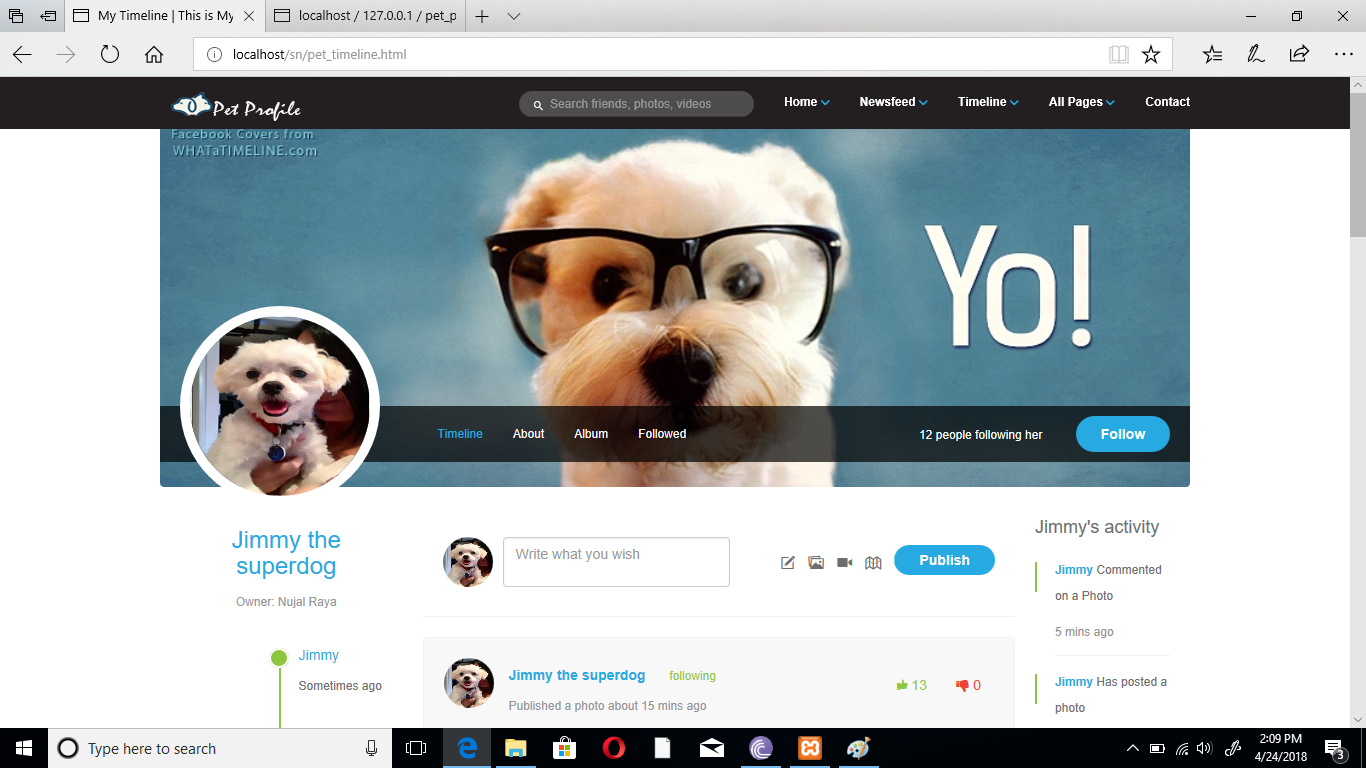 My Timeline | This is My
localhost / 127.0.0.1 / pet_p
localhost/sn/pet_timeline.html
Pet Profile
Search friends, photos, videos
Home
Newsfeed
Timeline
All Pages
Contact
Facebook Covers from
WHATaTIMELINE.com
Yo!
Timeline
About
Album
Followed
12 people following her
Follow
Jimmy the
superdog
Owner: Nujal Raya
Jimmy
Sometimes ago
Write what you wish
Publish
Jimmy the superdog
following
Published a photo about 15 mins ago
13
0
Jimmy's activity
Jimmy Commented
on a Photo
5 mins ago
Jimmy Has posted a
photo
Type here to search
2:09 PM
4/24/2018
3